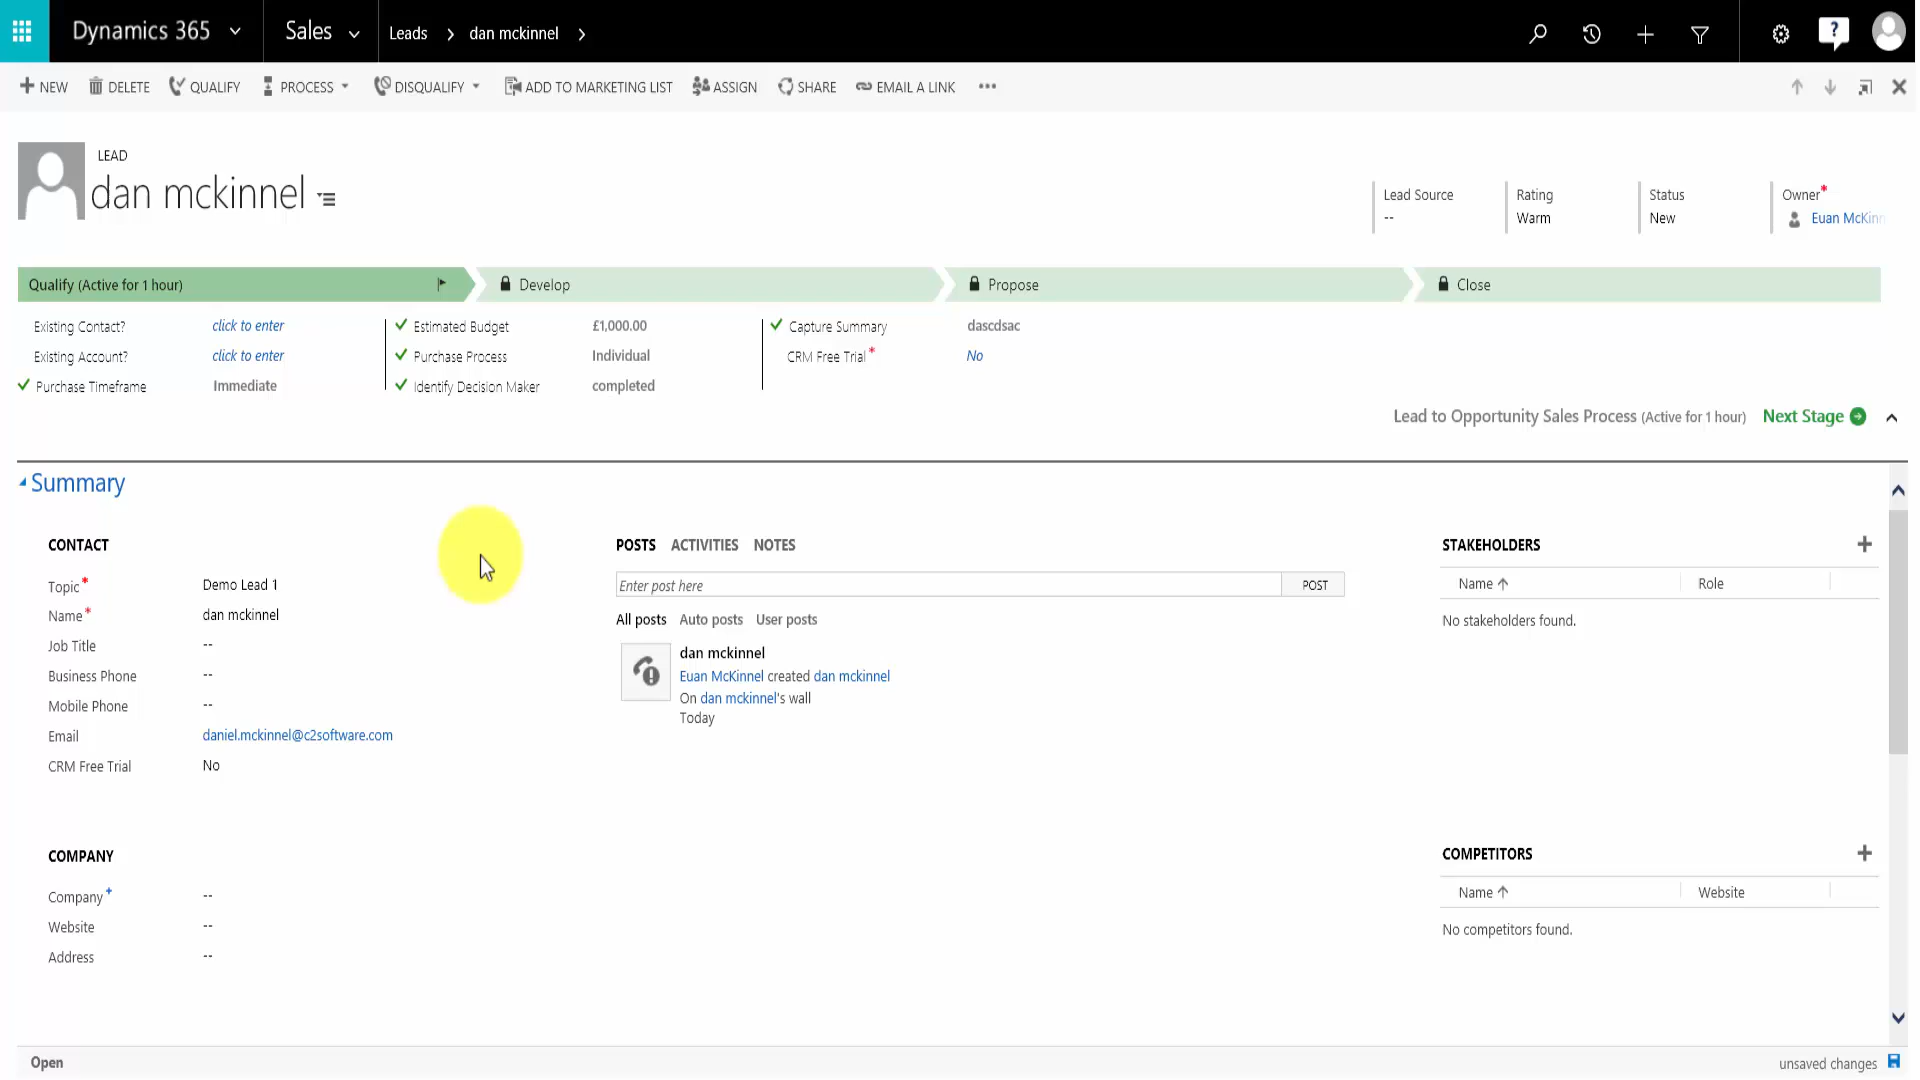 Dynamics 365
Sales
Leads
dan mckinnel
?
NEW
DELETE
QUALIFY
PROCESS
DISQUALIFY
ADD TO MARKETING LIST
ASSIGN
SHARE
EMAIL A LINK
LEAD
dan mckinnel
Lead Source
--
Rating
Warm
Status
New
Owner*
Euan McKinn
Qualify (Active for 1 hour)
Develop
Propose
Close
Existing Contact? click to enter
Existing Account? click to enter
Purchase Timeframe Immediate
Estimated Budget £1,000.00
Purchase Process Individual
Identify Decision Maker completed
Capture Summary dascdsac
CRM Free Trial* No
Lead to Opportunity Sales Process (Active for 1 hour) Next Stage
Summary
CONTACT
Topic* Demo Lead 1
Name* dan mckinnel
Job Title --
Business Phone --
Mobile Phone --
Email daniel.mckinnel@c2software.com
CRM Free Trial No
COMPANY
Company+ --
Website --
Address --
POSTS ACTIVITIES NOTES
Enter post here POST
All posts Auto posts User posts
dan mckinnel
Euan McKinnel created dan mckinnel
On dan mckinnel's wall
Today
STAKEHOLDERS
Name Role
No stakeholders found.
COMPETITORS
Name Website
No competitors found.
Open
unsaved changes